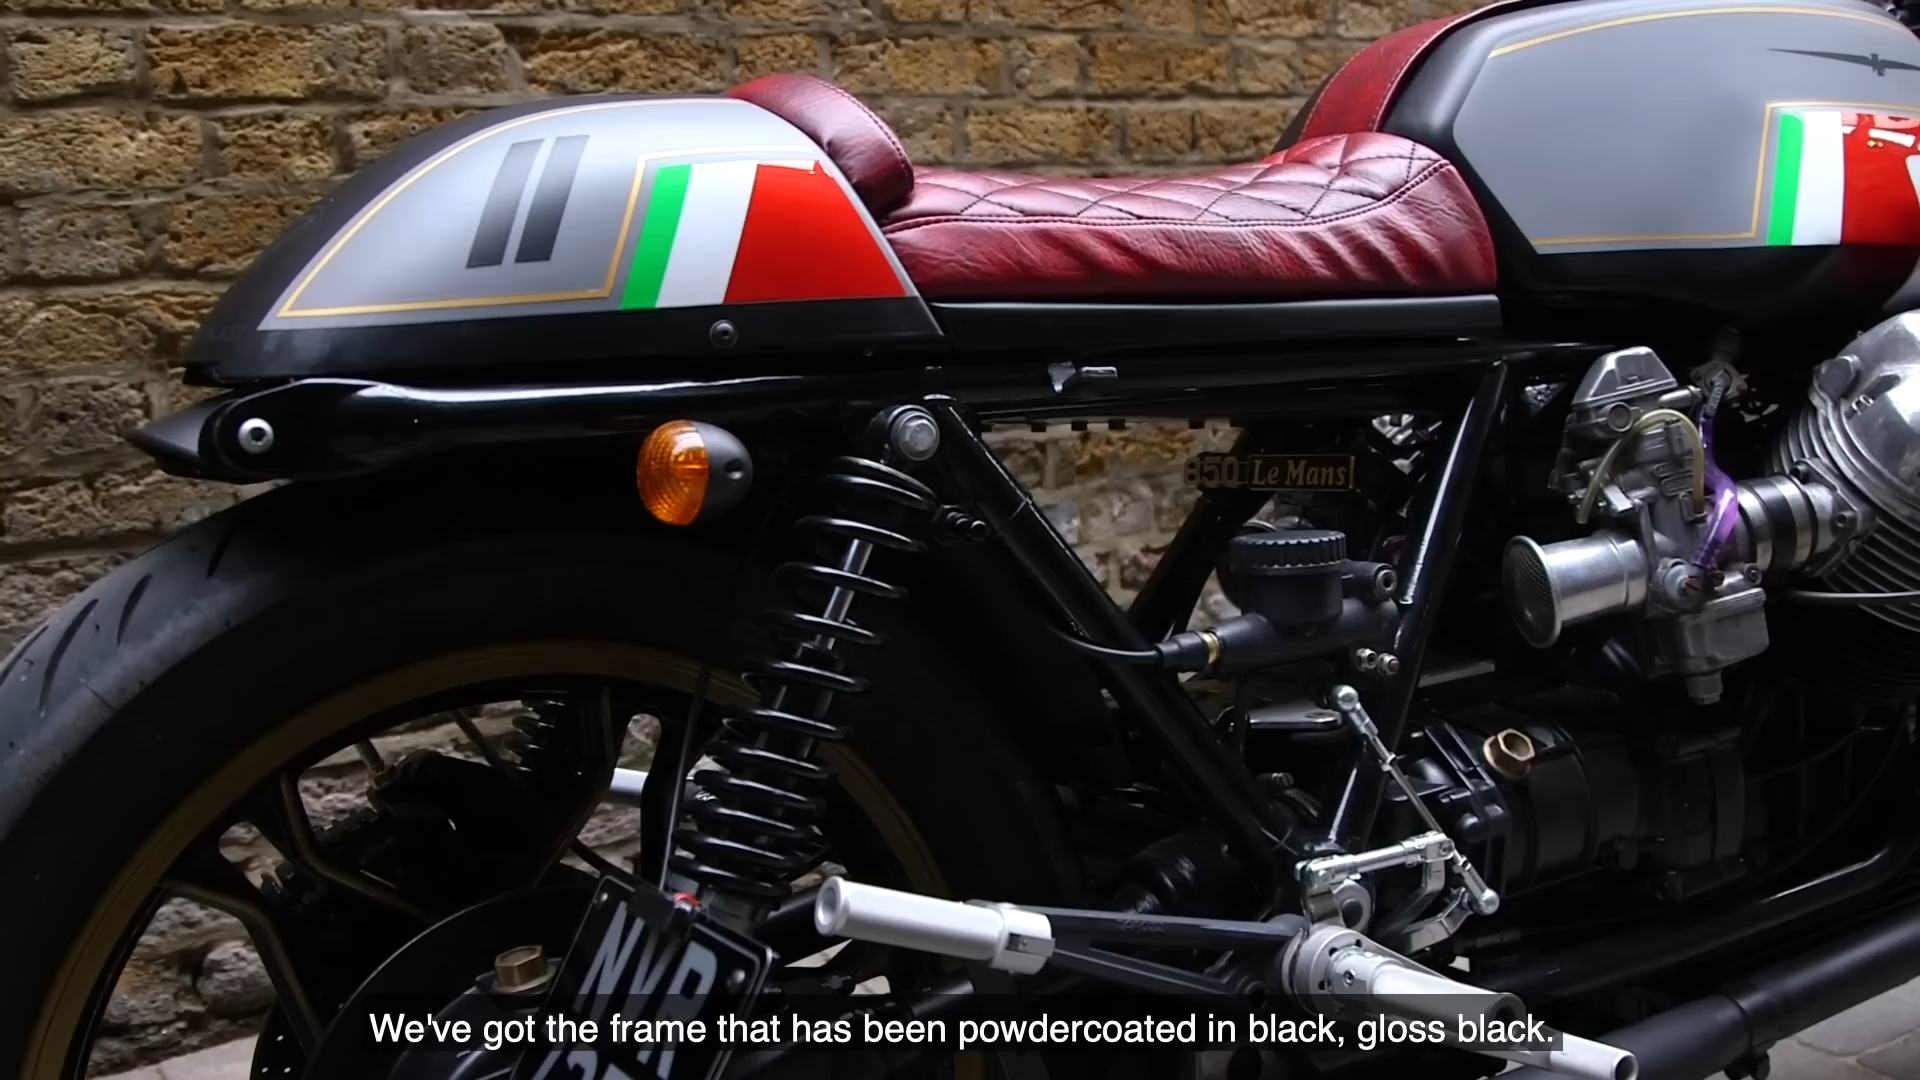 850 Le Mans
We've got the frame that has been powdercoated in black, gloss black.